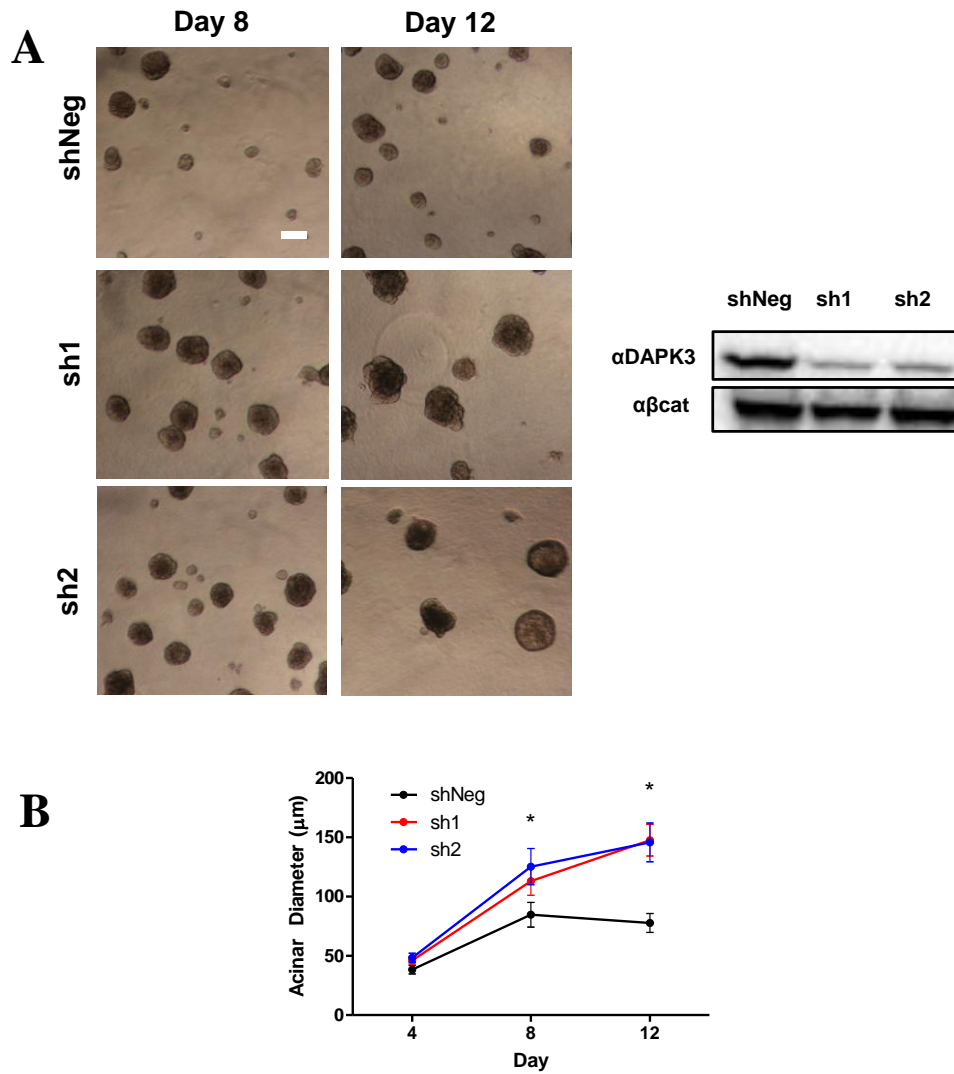 A
Day 8
Day 12
shNeg
sh1
sh2
shNeg sh1 sh2
αDAPK3
αβcat
B
Acinar Diameter (μm)
200
150
100
50
0
shNeg
sh1
sh2
*
*
4 8 12
Day